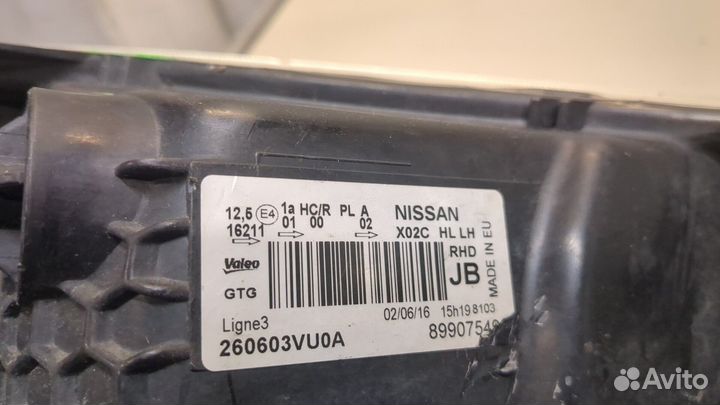 12,5 E4 1a HC/R PL A NISSAN
16211 01 00 02 X02C HL LH
RHD
Valeo
JB
MADE IN EU
GTG
02/06/16 15h19 8103
Ligne3
260603VU0A
Avito